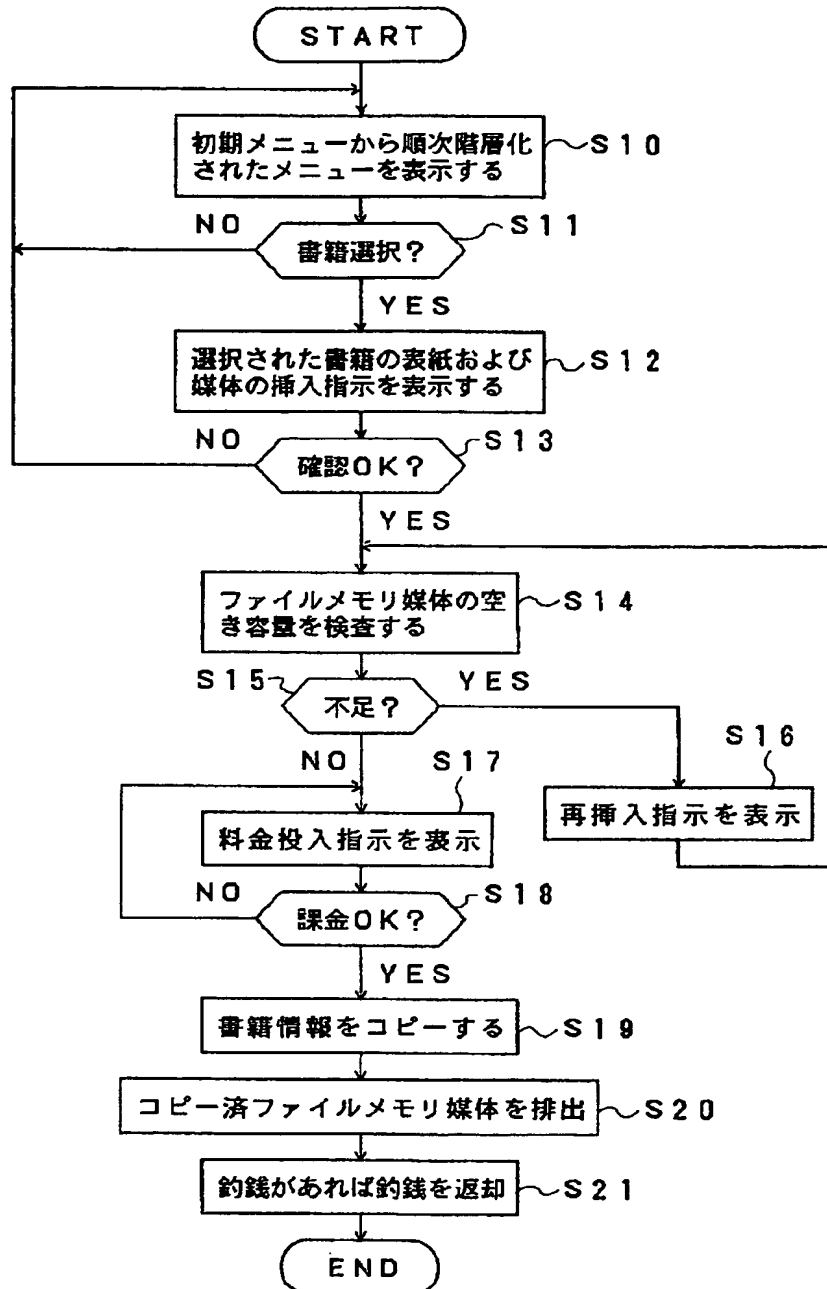 START
初期メニューから順次階層化
されたメニューを表示する
S10
NO
S11
書籍選択?
YES
選択された書籍の表紙および
媒体の挿入指示を表示する
S12
NO
S13
確認OK?
YES
ファイルメモリ媒体の空
き容量を検査する
S14
S15
YES
不足?
NO
S17
S16
料金投入指示を表示
再挿入指示を表示
NO
S18
課金OK?
YES
書籍情報をコピーする
S19
コピー済ファイルメモリ媒体を排出
S20
釣銭があれば釣銭を返却
S21
END